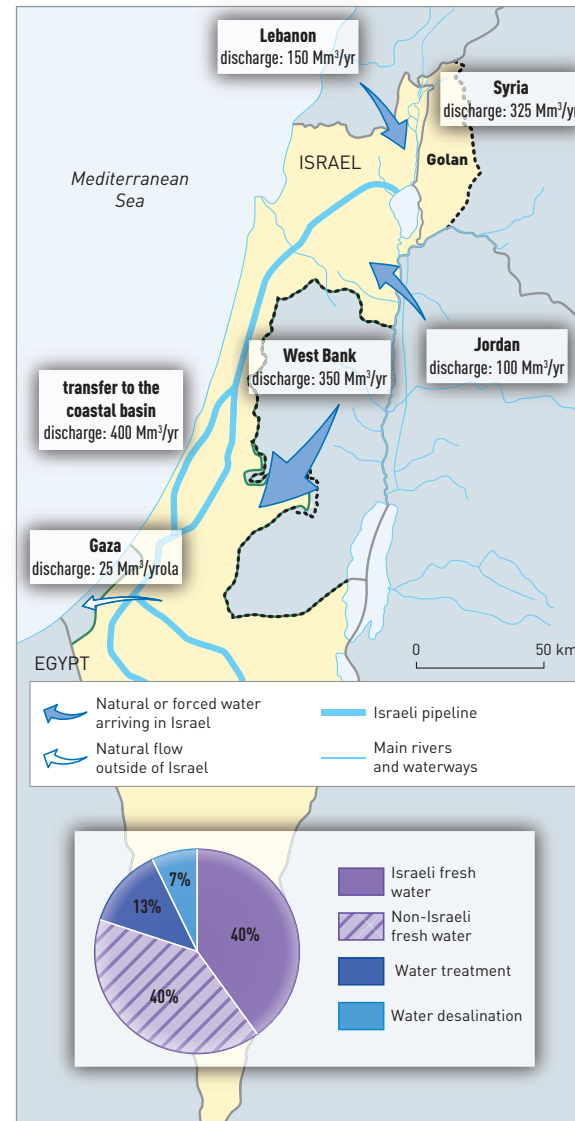 Lebanon
discharge: 150 Mm³/yr
Syria
discharge: 325 Mm³/yr
ISRAEL
Golan
Mediterranean
Sea
West Bank
discharge: 350 Mm³/yr
Jordan
discharge: 100 Mm³/yr
transfer to the
coastal basin
discharge: 400 Mm³/yr
Gaza
discharge: 25 Mm³/yrola
EGYPT
0 50 km
Natural or forced water
arriving in Israel
Israeli pipeline
Natural flow
outside of Israel
Main rivers
and waterways
7%
13%
40%
40%
Israeli fresh
water
Non-Israeli
fresh water
Water treatment
Water desalination